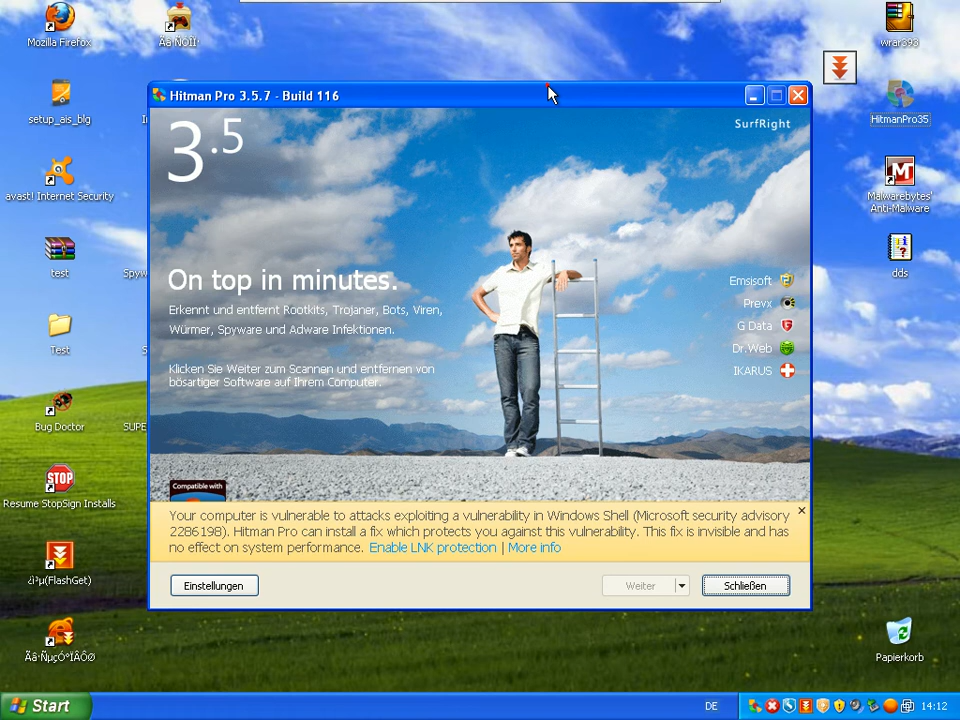 Mozilla Firefox
wrar393
setup_ais_blg
HitmanPro35
avast! Internet Security
Malwarebytes'
Anti-Malware
test
Spyw
dds
Test
S
Bug Doctor
SUPE
Resume StopSign Installs
STOP
¿ì³µ(FlashGet)
Papierkorb
Hitman Pro 3.5.7 - Build 116
3.5
SurfRight
On top in minutes.
Erkennt und entfernt Rootkits, Trojaner, Bots, Viren,
Würmer, Spyware und Adware Infektionen.
Klicken Sie Weiter zum Scannen und entfernen von
bösartiger Software auf Ihrem Computer.
Emsisoft
Prevx
G Data
Dr.Web
IKARUS
Compatible with
Your computer is vulnerable to attacks exploiting a vulnerability in Windows Shell (Microsoft security advisory
2286198). Hitman Pro can install a fix which protects you against this vulnerability. This fix is invisible and has
no effect on system performance. Enable LNK protection | More info
Einstellungen
Weiter
Schließen
Start
DE
14:12